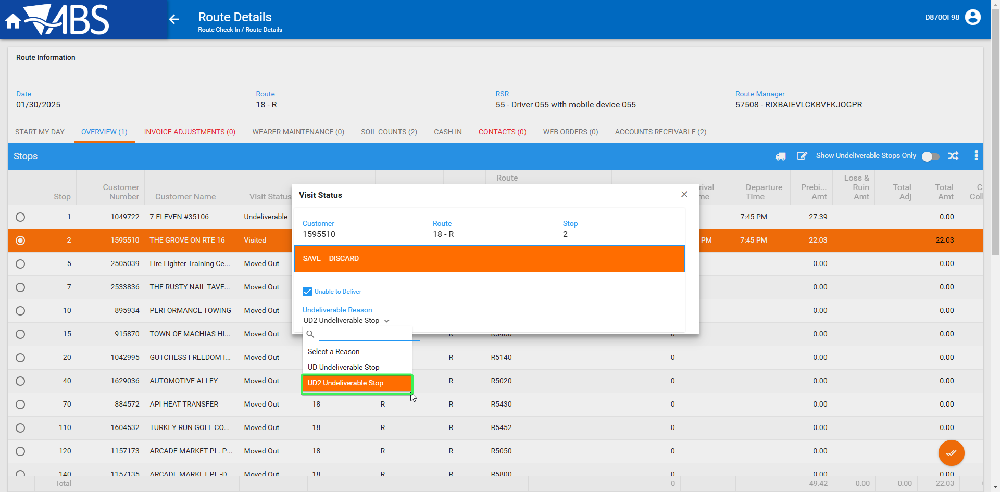 ABS
Route Details
Route Check In / Route Details
D870OF98
Route Information
Date
01/30/2025
Route
18 - R
RSR
55 - Driver 055 with mobile device 055
Route Manager
57508 - RIXBAIEVLCKBVFKJOGPR
START MY DAY OVERVIEW (1) INVOICE ADJUSTMENTS (0) WEARER MAINTENANCE (0) SOIL COUNTS (2) CASH IN CONTACTS (0) WEB ORDERS (0) ACCOUNTS RECEIVABLE (2)
Stops
Show Undeliverable Stops Only
Stop
Customer
Number
Customer Name
Visit Status
Route
rival
me
Departure
Time
Prebi...
Amt
Loss &
Ruin
Amt
Total
Adj
Total
Amt
Ca
Coll
1 1049722 7-ELEVEN #35106 Undeliverable 7:45 PM 27.39 0.00
2 1595510 THE GROVE ON RTE 16 Visited PM 7:45 PM 22.03 22.03
5 2505039 Fire Fighter Training Ce... Moved Out 0.00 0.00
7 2533836 THE RUSTY NAIL TAVE... Moved Out 0.00 0.00
10 895934 PERFORMANCE TOWING Moved Out 0.00 0.00
15 915870 TOWN OF MACHIAS HI... Moved Out R R5400 0 0.00 0.00
20 1042995 GUTCHESS FREEDOM I... Moved Out R R5140 0 0.00 0.00
40 1629036 AUTOMOTIVE ALLEY Moved Out R R5020 0 0.00 0.00
70 884572 API HEAT TRANSFER Moved Out 18 R R R5430 0 0.00 0.00
110 1604532 TURKEY RUN GOLF CO... Moved Out 18 R R R5452 0 0.00 0.00
120 1157173 ARCADE MARKET PL.-P... Moved Out 18 R R R5050 0 0.00 0.00
140 1157135 ARCADE MARKET PL.-D Moved Out 18 R R R5800 0 0.00 0.00
Total 0 49.42 0.00 0.00 22.03
Visit Status
Customer
1595510
Route
18 - R
Stop
2
SAVE DISCARD
Unable to Deliver
Undeliverable Reason
UD2 Undeliverable Stop
Select a Reason
UD Undeliverable Stop
UD2 Undeliverable Stop